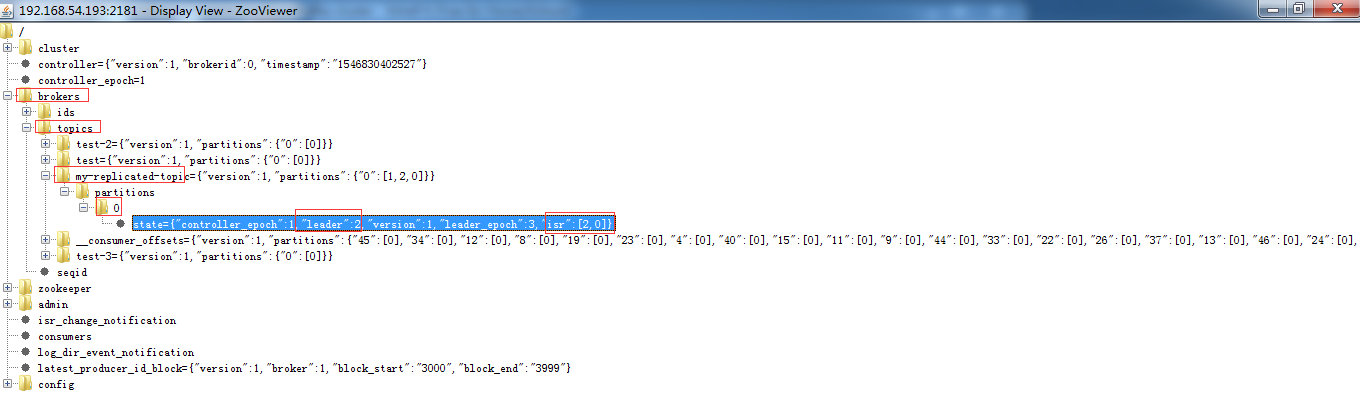 192.168.54.193:2181 - Display View - ZooViewer
/
cluster
controller={"version":1,"brokerid":0,"timestamp":"1546830402527"}
controller_epoch=1
brokers
ids
topics
test-2={"version":1,"partitions":{"0":[0]}}
test={"version":1,"partitions":{"0":[0]}}
my-replicated-topic={"version":1,"partitions":{"0":[1,2,0]}}
partitions
0
state={"controller_epoch":1,"leader":2,"version":1,"leader_epoch":3,"isr":[2,0]}
__consumer_offsets={"version":1,"partitions":{"45":[0],"34":[0],"12":[0],"8":[0],"19":[0],"23":[0],"4":[0],"40":[0],"15":[0],"11":[0],"9":[0],"44":[0],"33":[0],"22":[0],"26":[0],"37":[0],"13":[0],"46":[0],"24":[0],
test-3={"version":1,"partitions":{"0":[0]}}
seqid
zookeeper
admin
isr_change_notification
consumers
log_dir_event_notification
latest_producer_id_block={"version":1,"broker":1,"block_start":"3000","block_end":"3999"}
config